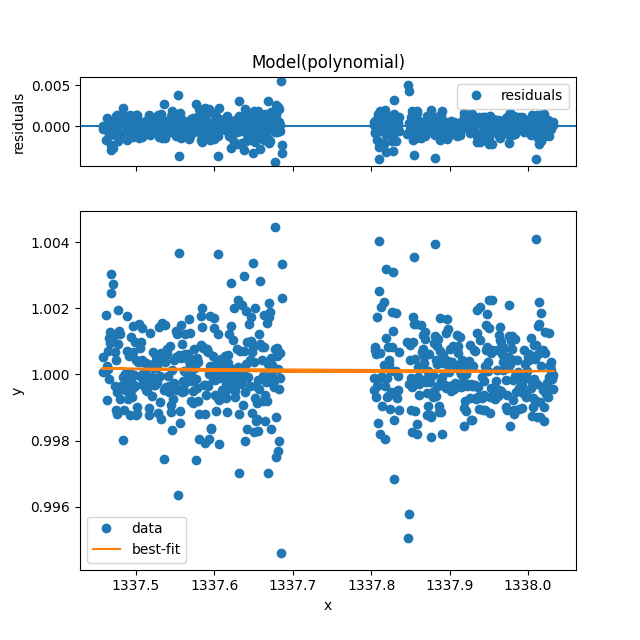 Model(polynomial)
residuals
0.005
0.000
residuals
y
1.004
1.002
1.000
0.998
0.996
data
best-fit
1337.5 1337.6 1337.7 1337.8 1337.9 1338.0
x